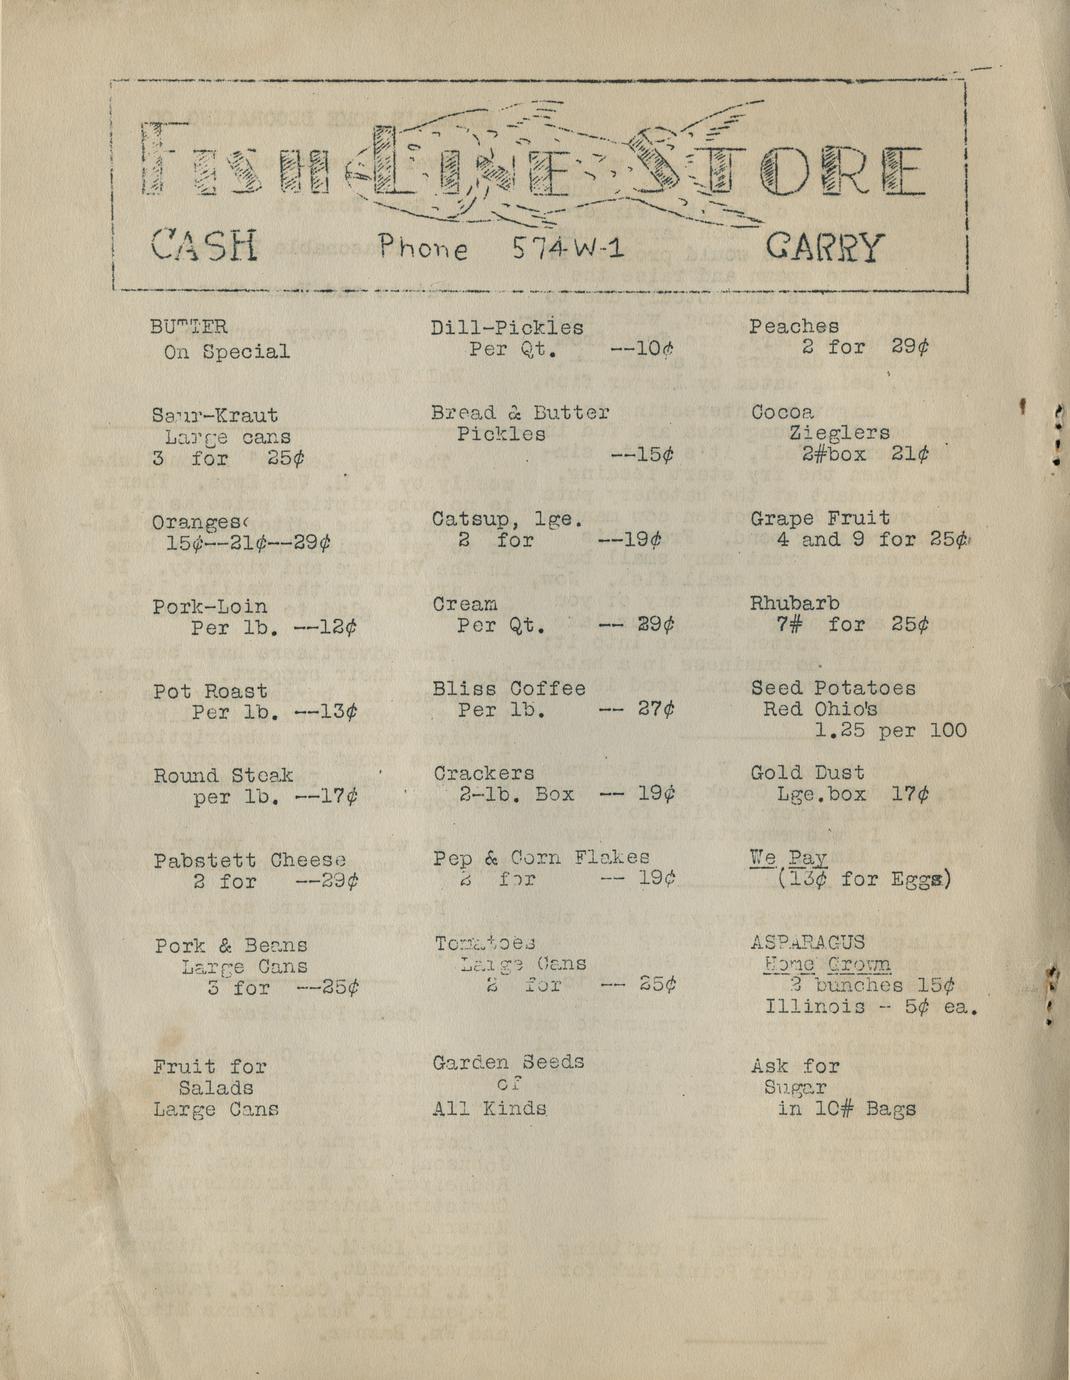 FISH LINE STORE
CASH Phone 574-W-1 GARRY
BUTTER
On Special
Saur-Kraut
Large cans
3 for 25¢
Oranges
15¢--21¢--29¢
Pork-Loin
Per lb. --12¢
Pot Roast
Per lb. --13¢
Round Steak
per lb. --17¢
Pabstett Cheese
2 for --29¢
Pork & Beans
Large Cans
3 for --25¢
Fruit for
Salads
Large Cans
Dill-Pickies
Per Qt. --10¢
Bread & Butter
Pickles
--15¢
Catsup, lge.
2 for --19¢
Cream
Per Qt. -- 29¢
Bliss Coffee
Per lb. -- 27¢
Crackers
2-lb. Box -- 19¢
Pep & Corn Flakes
2 for -- 19¢
Tomatoes
Large Cans
2 for -- 25¢
Garden Seeds
of
All Kinds
Peaches
2 for 29¢
Cocoa
Zieglers
2#box 21¢
Grape Fruit
4 and 9 for 25¢
Rhubarb
7# for 25¢
Seed Potatoes
Red Ohio's
1.25 per 100
Gold Dust
Lge.box 17¢
We Pay
(13¢ for Eggs)
ASPARAGUS
Home Grown
2 bunches 15¢
Illinois - 5¢ ea.
Ask for
Sugar
in 10# Bags